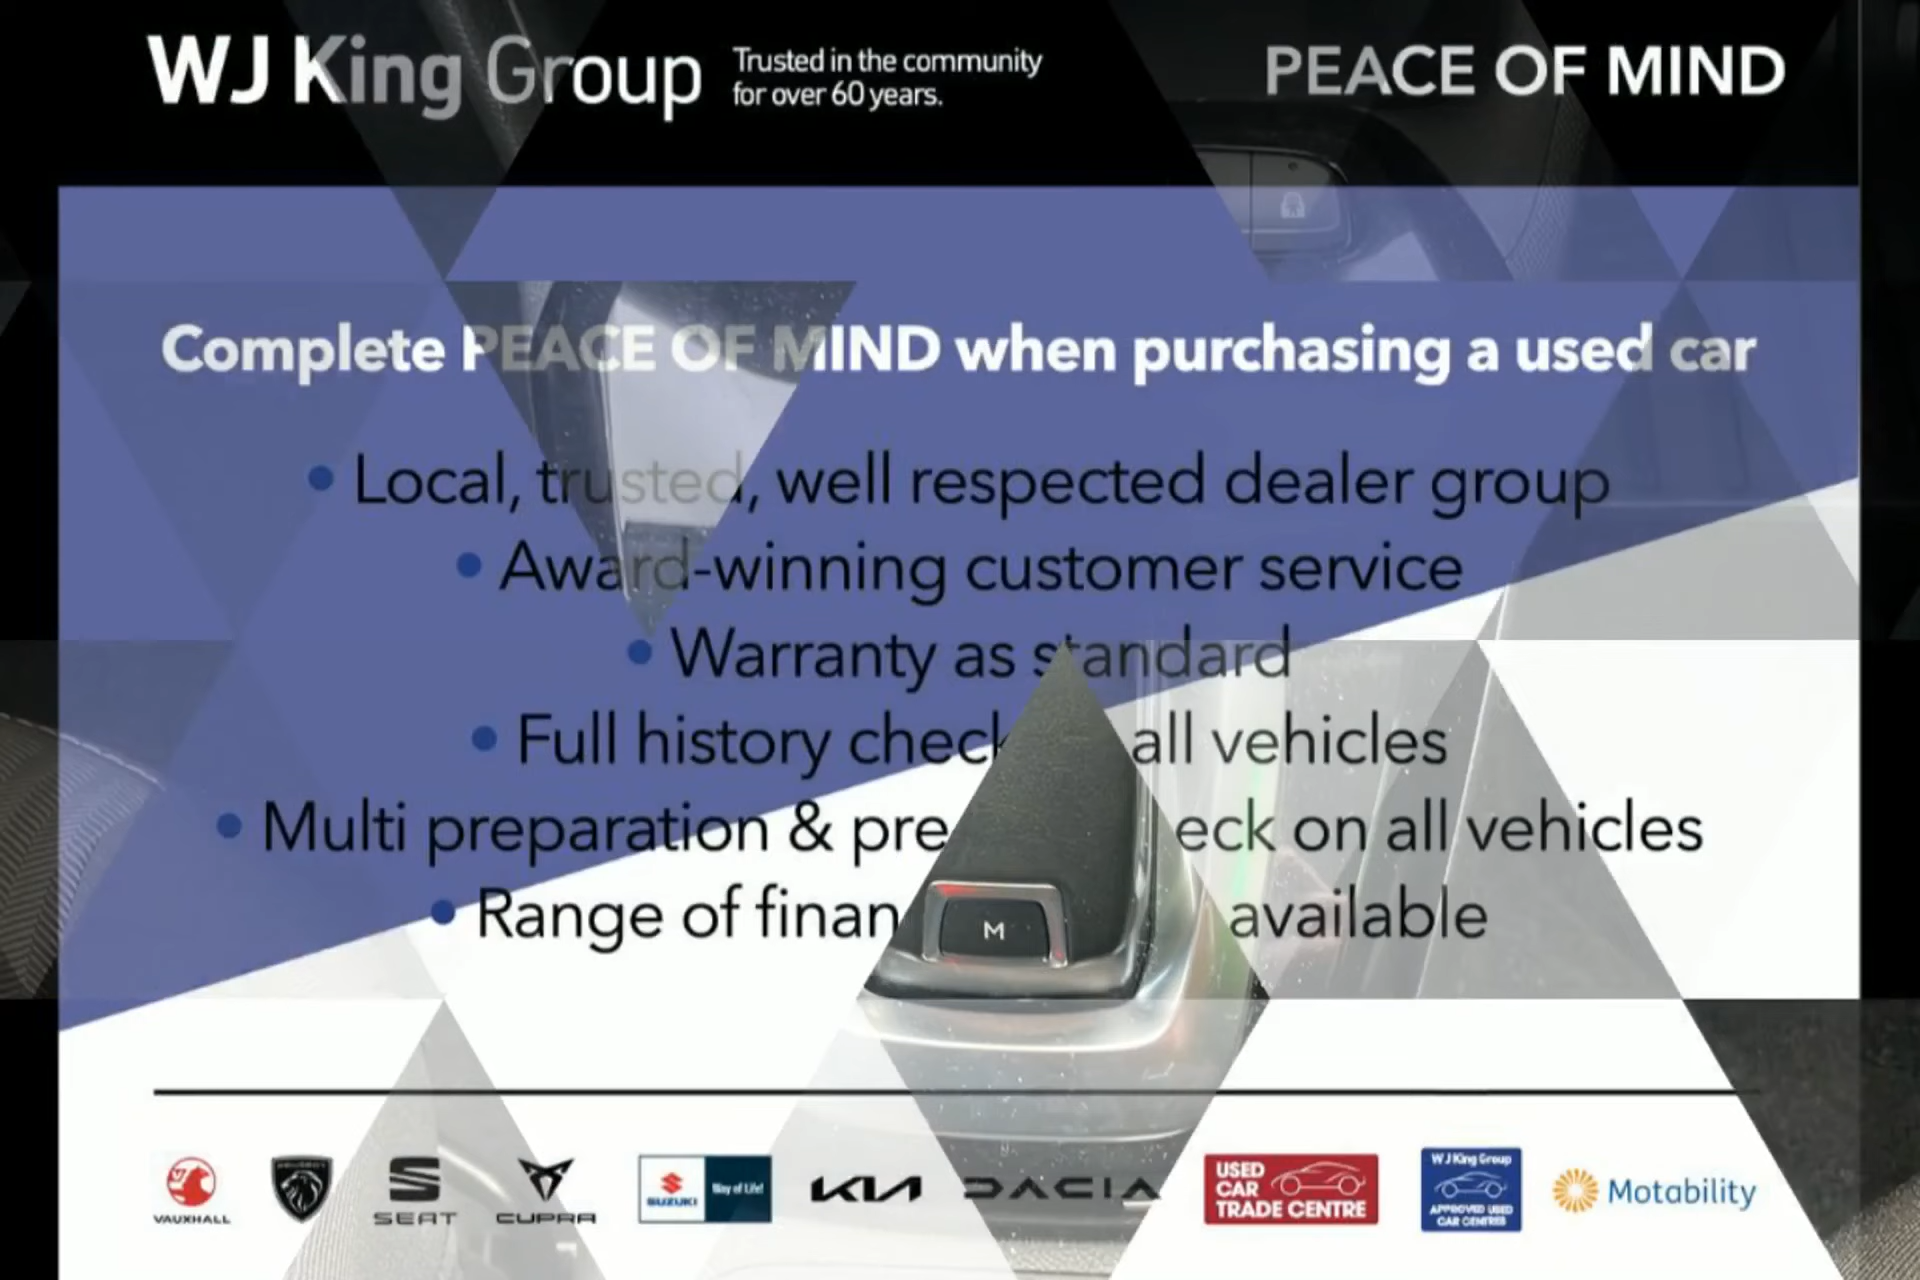 WJ King Group
Trusted in the community
for over 60 years.
PEACE OF MIND
Complete PEACE OF MIND when purchasing a used car
• Local, trusted, well respected dealer group
• Award-winning customer service
• Warranty as standard
• Full history check all vehicles
• Multi preparation & pre eck on all vehicles
• Range of finan available
M
VAUXHALL
PEUGEOT
SEAT
CUPRA
SUZUKI
Way of Life!
KIA
DACIA
USED
CAR
TRADE CENTRE
W J King Group
APPROVED USED
CAR CENTRES
Motability